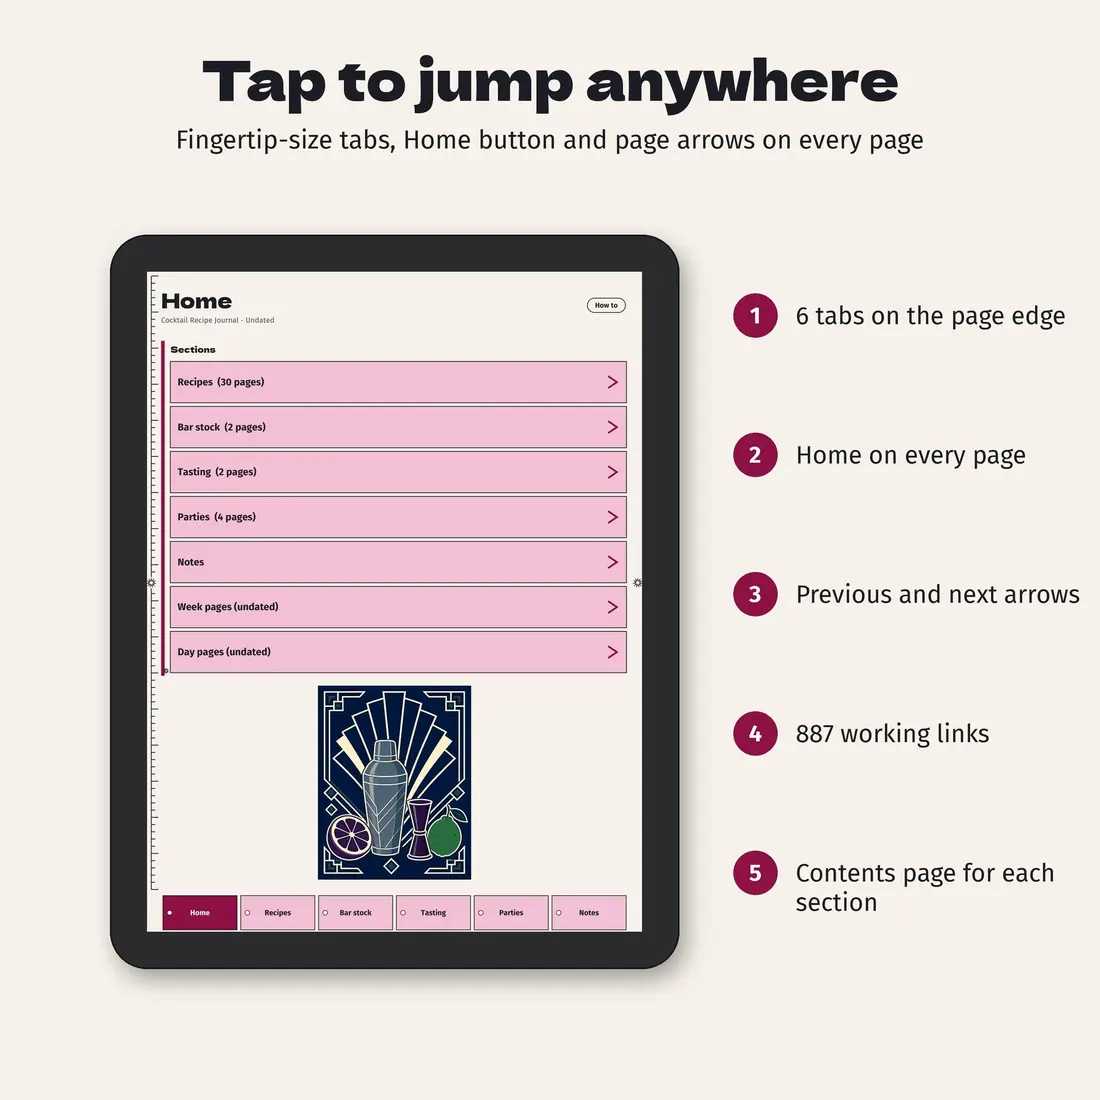 Tap to jump anywhere
Fingertip-size tabs, Home button and page arrows on every page
Home
How to
Cocktail Recipe Journal - Undated
Sections
Recipes (30 pages)
Bar stock (2 pages)
Tasting (2 pages)
Parties (4 pages)
Notes
Week pages (undated)
Day pages (undated)
Home
Recipes
Bar stock
Tasting
Parties
Notes
1 6 tabs on the page edge
2 Home on every page
3 Previous and next arrows
4 887 working links
5 Contents page for each
section